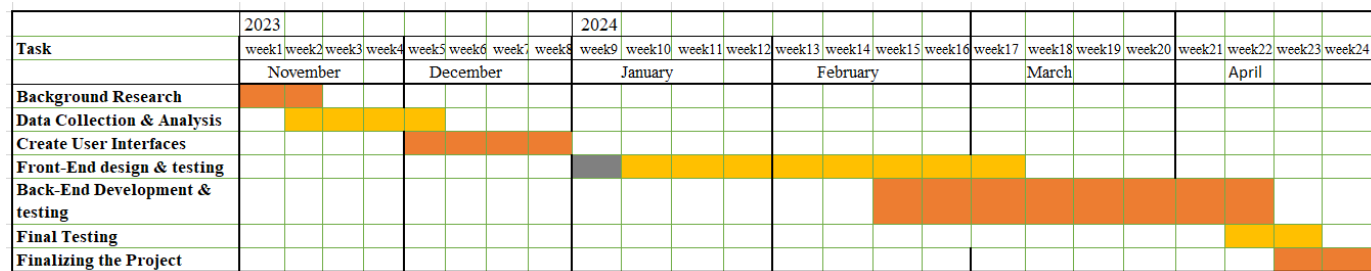 2023 2024
Task week1 week2 week3 week4 week5 week6 week7 week8 week9 week10 week11 week12 week13 week14 week15 week16 week17 week18 week19 week20 week21 week22 week23 week24
November December January February March April
Background Research
Data Collection & Analysis
Create User Interfaces
Front-End design & testing
Back-End Development &
testing
Final Testing
Finalizing the Project